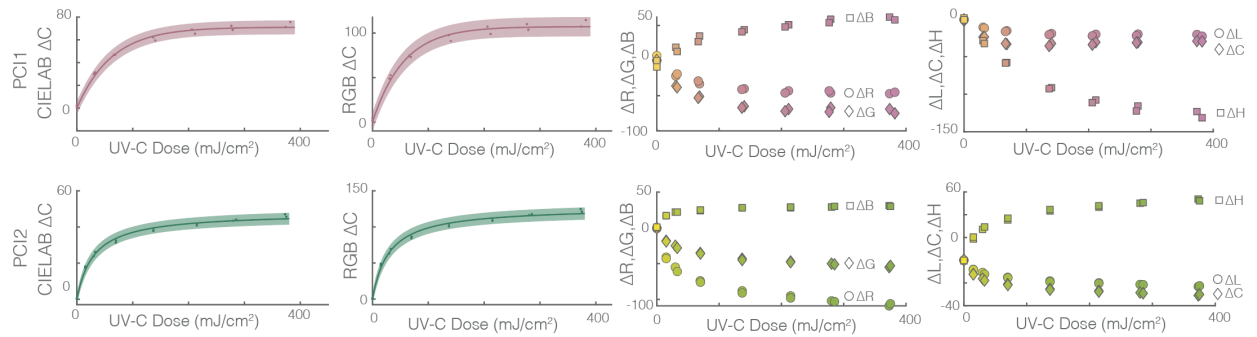 PCI1
CIELAB ΔC
80
0
0
400
UV-C Dose (mJ/cm²)
RGB ΔC
100
0
0
400
UV-C Dose (mJ/cm²)
ΔR,ΔG,ΔB
50
0
-100
0
400
□ΔB
○ΔR
◇ΔG
UV-C Dose (mJ/cm²)
ΔL,ΔC,ΔH
0
-150
0
400
○ΔL
◇ΔC
□ΔH
UV-C Dose (mJ/cm²)
PCI2
CIELAB ΔC
60
0
0
400
UV-C Dose (mJ/cm²)
RGB ΔC
150
0
0
400
UV-C Dose (mJ/cm²)
ΔR,ΔG,ΔB
50
0
-100
0
400
□ΔB
◇ΔG
○ΔR
UV-C Dose (mJ/cm²)
ΔL,ΔC,ΔH
40
0
-40
0
400
□ΔH
○ΔL
◇ΔC
UV-C Dose (mJ/cm²)